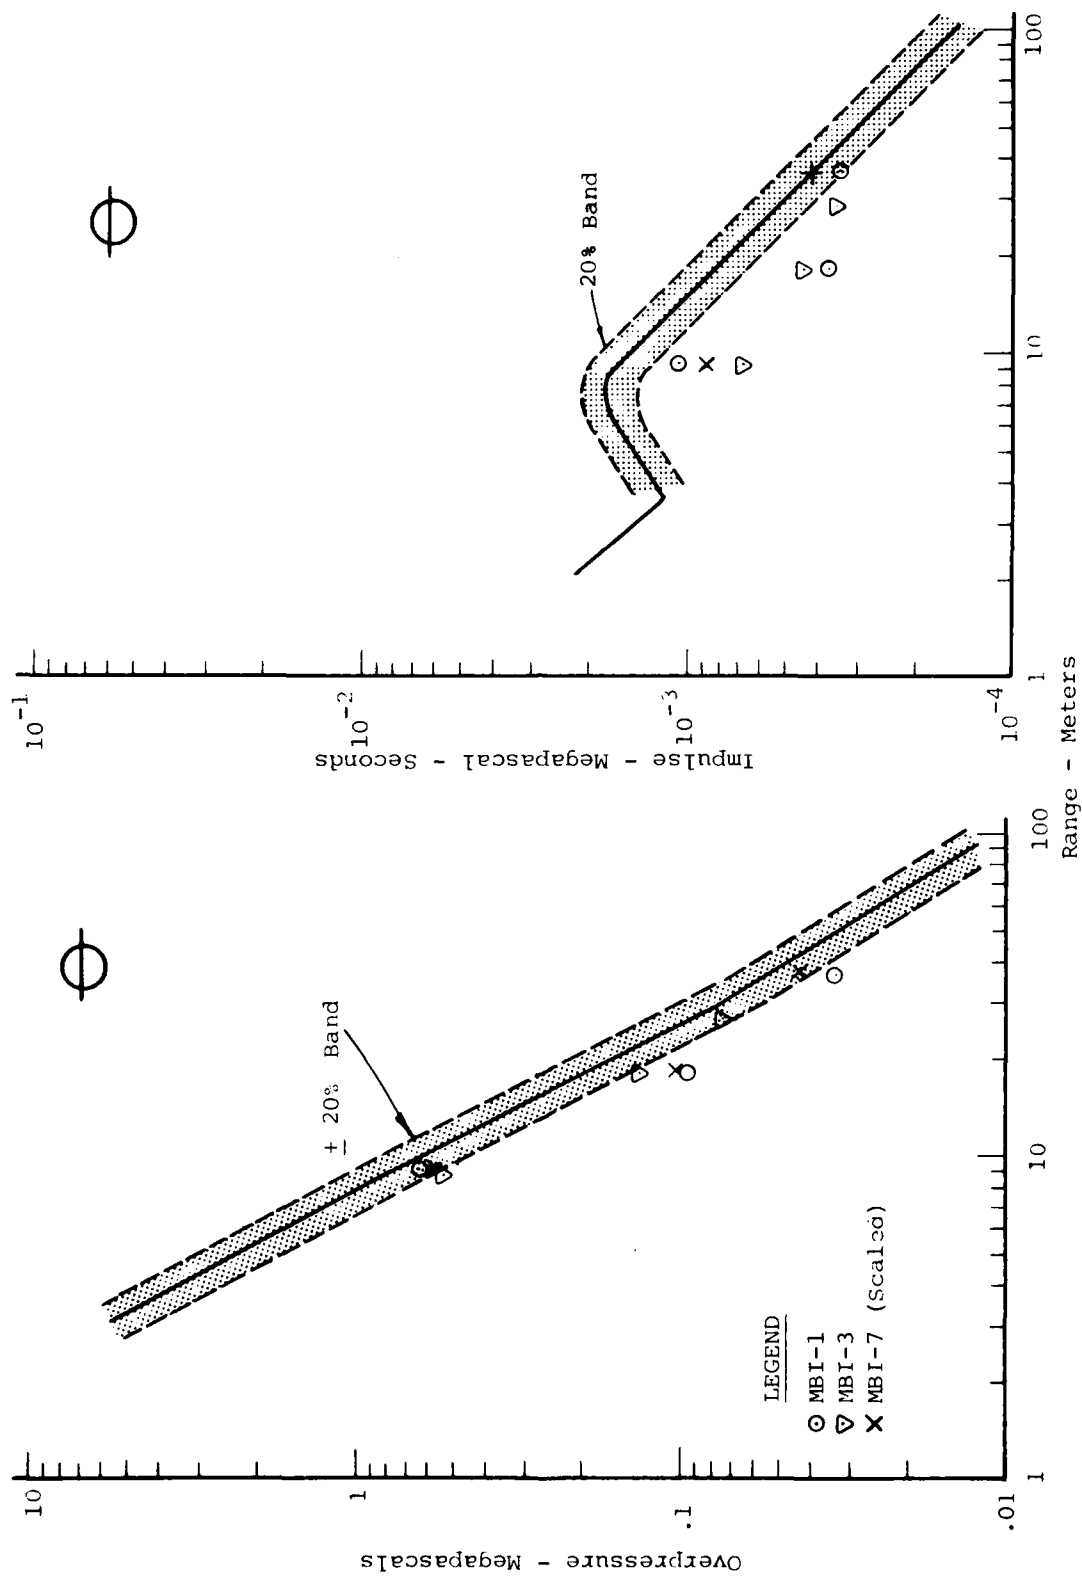 Overpressure - Megapascals
10
1
.1
.01
1
10
100
± 20% Band
LEGEND
MBI-1
MBI-3
MBI-7 (Scaled)
Impulse - Megapascal - Seconds
10-1
10-2
10-3
10-4
1
10
100
20% Band
Range - Meters